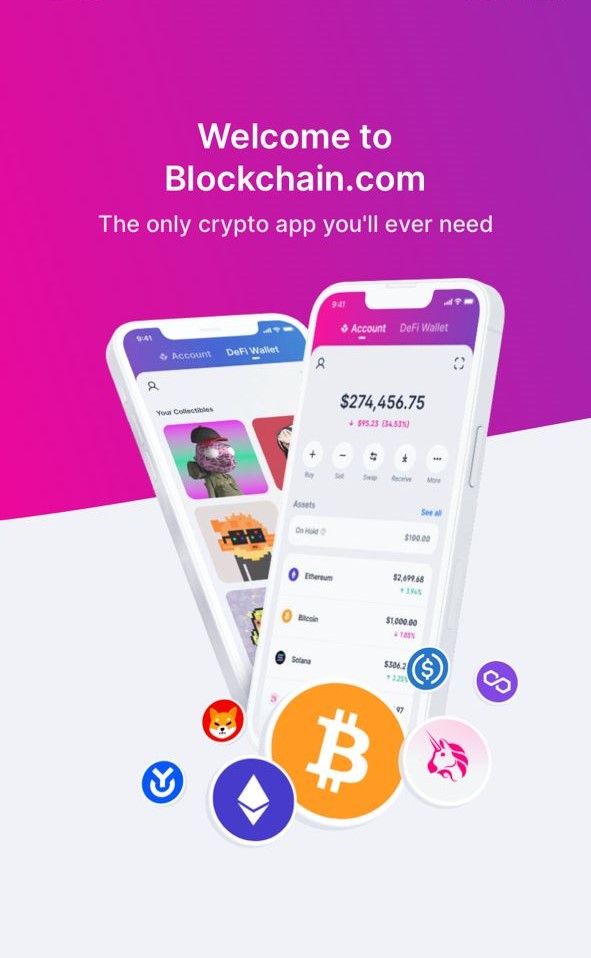 Welcome to
Blockchain.com
The only crypto app you'll ever need
9:41
Account DeFi Wallet
Your Collectibles
9:41
Account DeFi Wallet
$274,456.75
↓ $95.23 (34.53%)
Buy Sell Swap Receive More
Assets See all
On Hold $100.00
Ethereum $2,699.68
↑ 3.94%
Bitcoin $1,000.00
↓ 1.85%
Solana $306.2
↑ 3.25%
.97